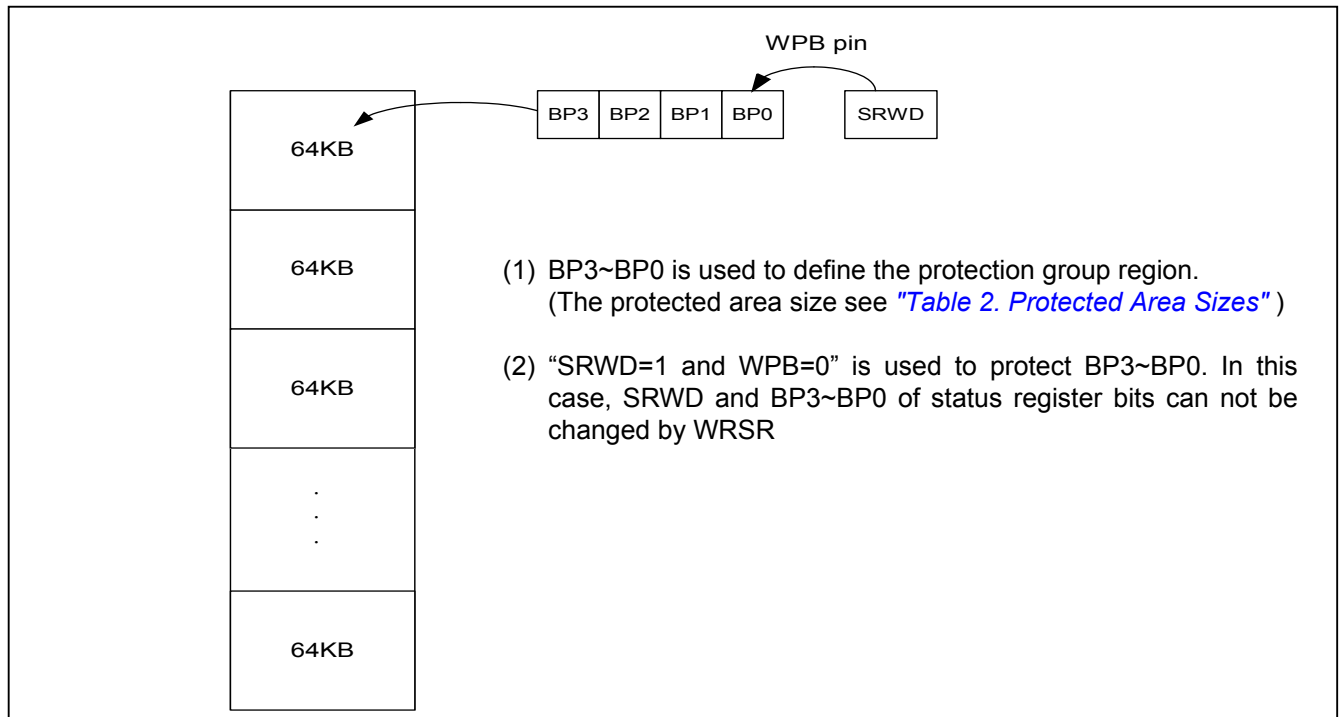 WPB pin
BP3 BP2 BP1 BP0 SRWD
64KB
64KB
(1) BP3~BP0 is used to define the protection group region.
(The protected area size see "Table 2. Protected Area Sizes" )
64KB
(2) “SRWD=1 and WPB=0” is used to protect BP3~BP0. In this
case, SRWD and BP3~BP0 of status register bits can not be
changed by WRSR
.
.
.
64KB